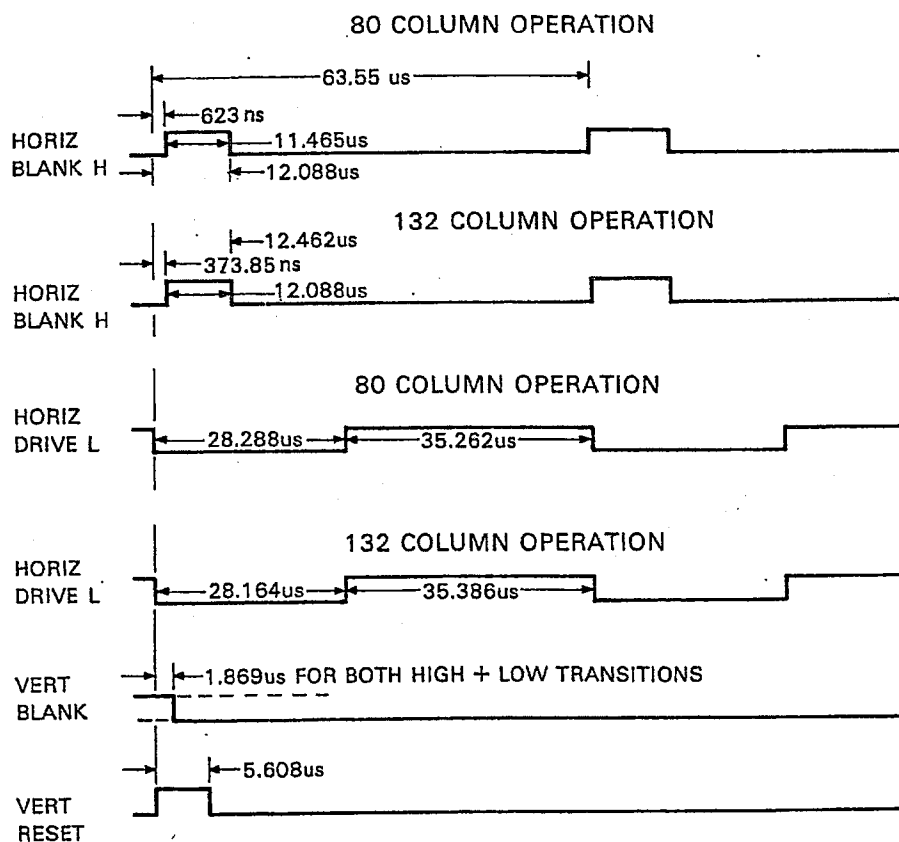 80 COLUMN OPERATION
63.55 us
623 ns
HORIZ
BLANK H
11.465us
12.088us
132 COLUMN OPERATION
12.462us
373.85 ns
HORIZ
BLANK H
12.088us
80 COLUMN OPERATION
HORIZ
DRIVE L
28.288us
35.262us
132 COLUMN OPERATION
HORIZ
DRIVE L
28.164us
35.386us
VERT
BLANK
1.869us FOR BOTH HIGH + LOW TRANSITIONS
5.608us
VERT
RESET